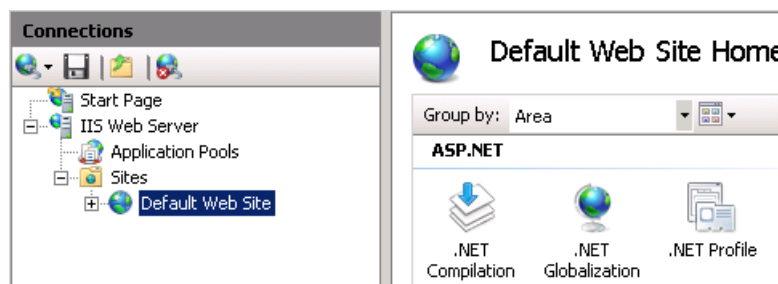 Connections
Start Page
IIS Web Server
Application Pools
Sites
Default Web Site
Default Web Site Home
Group by: Area
ASP.NET
.NET Compilation
.NET Globalization
.NET Profile